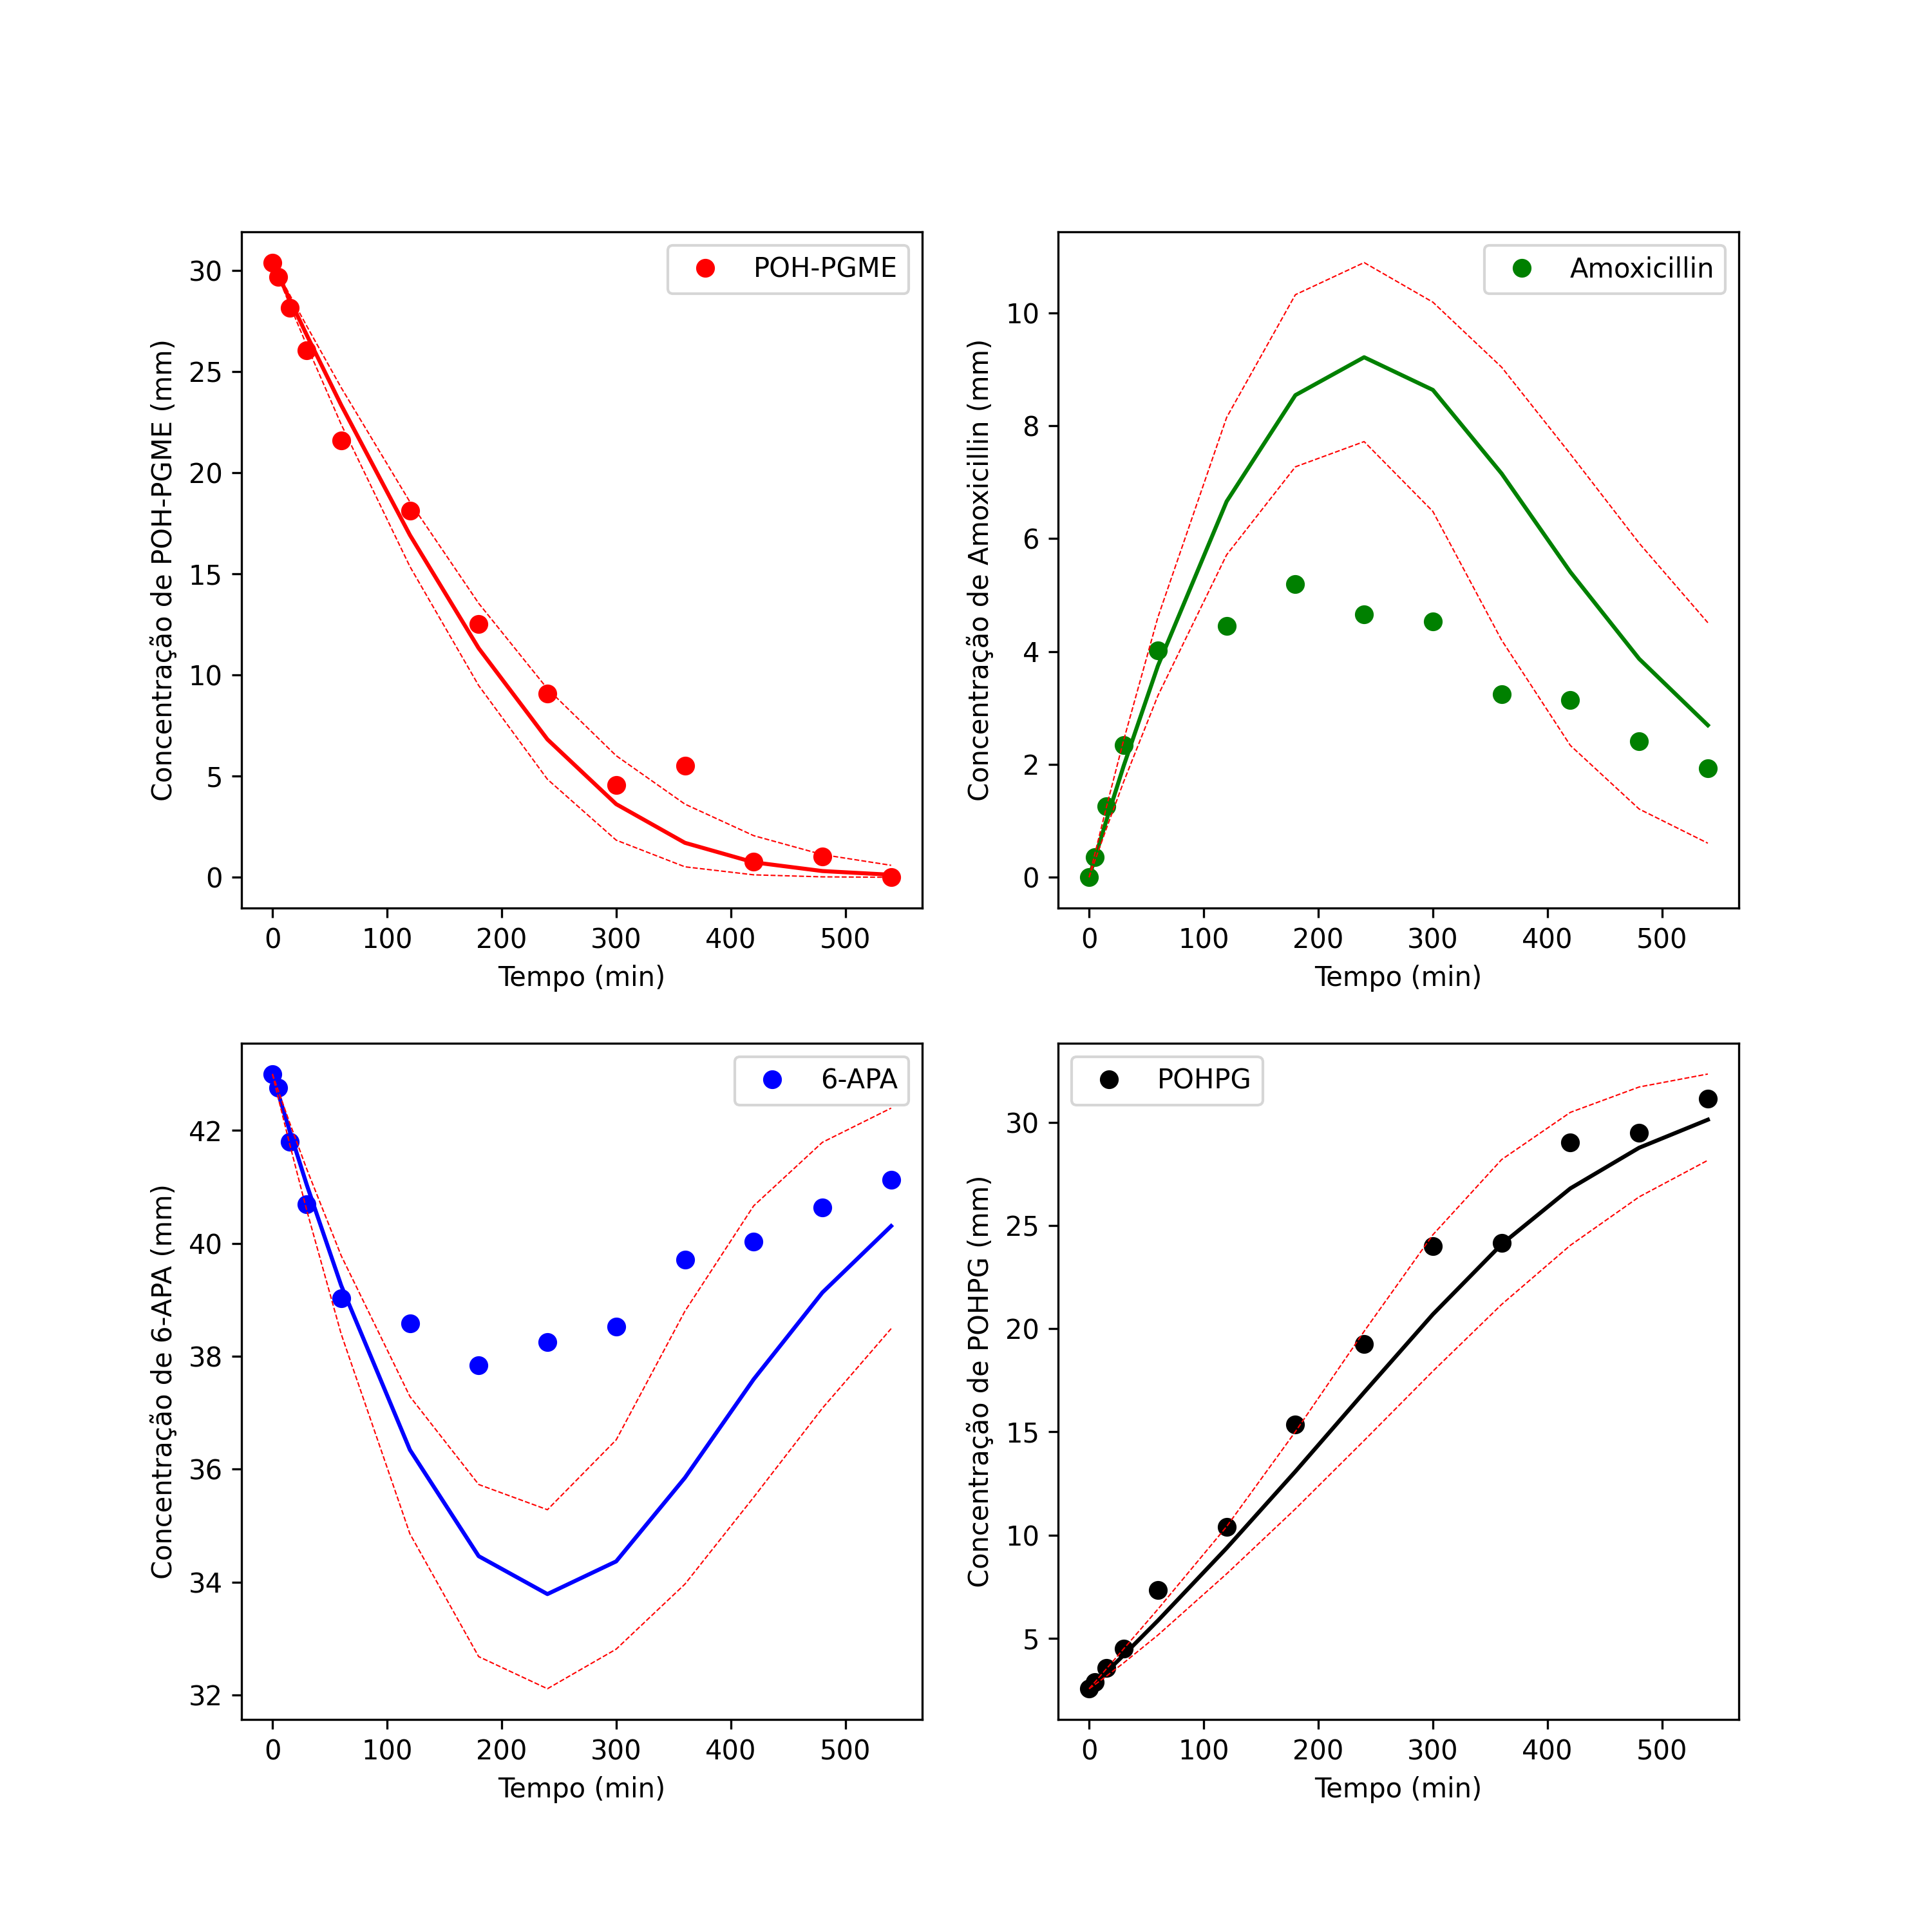 POH-PGME
Concentração de POH-PGME (mm)
30
25
20
15
10
5
0
0 100 200 300 400 500
Tempo (min)
Amoxicillin
Concentração de Amoxicillin (mm)
10
8
6
4
2
0
0 100 200 300 400 500
Tempo (min)
6-APA
Concentração de 6-APA (mm)
42
40
38
36
34
32
0 100 200 300 400 500
Tempo (min)
POHPG
Concentração de POHPG (mm)
30
25
20
15
10
5
0 100 200 300 400 500
Tempo (min)